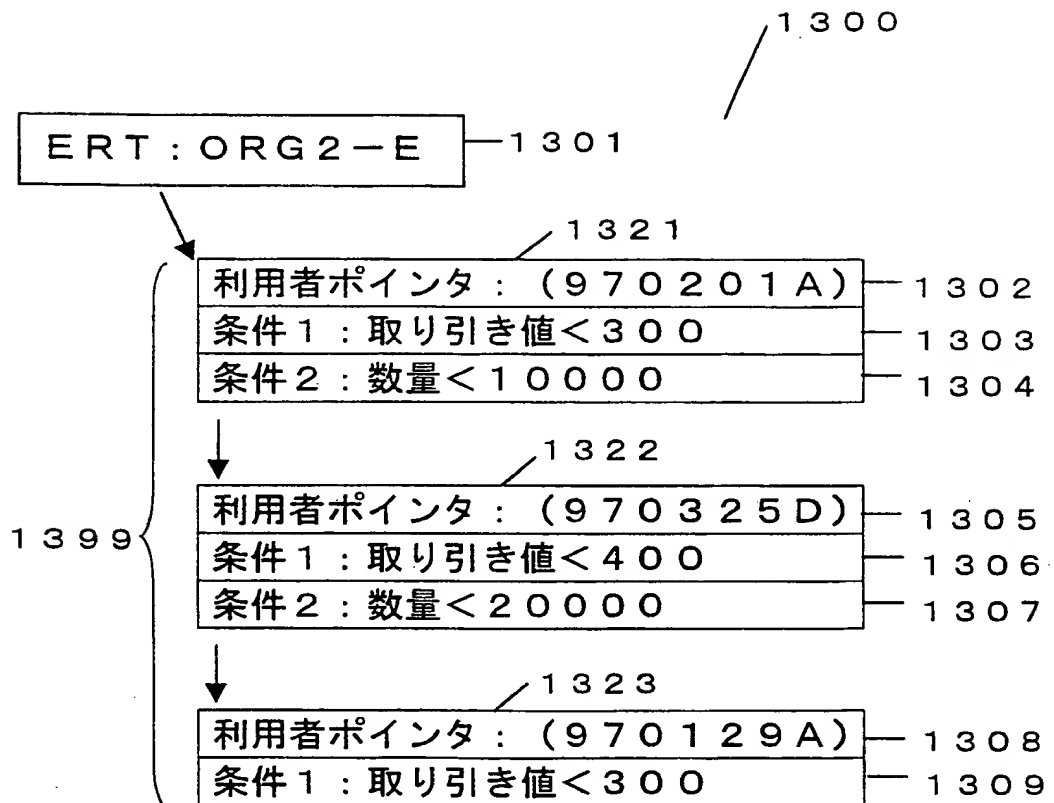 1300
ERT：ORG2－E 1301
1321
利用者ポインタ：（970201A） 1302
条件1：取り引き値＜300 1303
条件2：数量＜10000 1304
1322
利用者ポインタ：（970325D） 1305
1399
条件1：取り引き値＜400 1306
条件2：数量＜20000 1307
1323
利用者ポインタ：（970129A） 1308
条件1：取り引き値＜300 1309